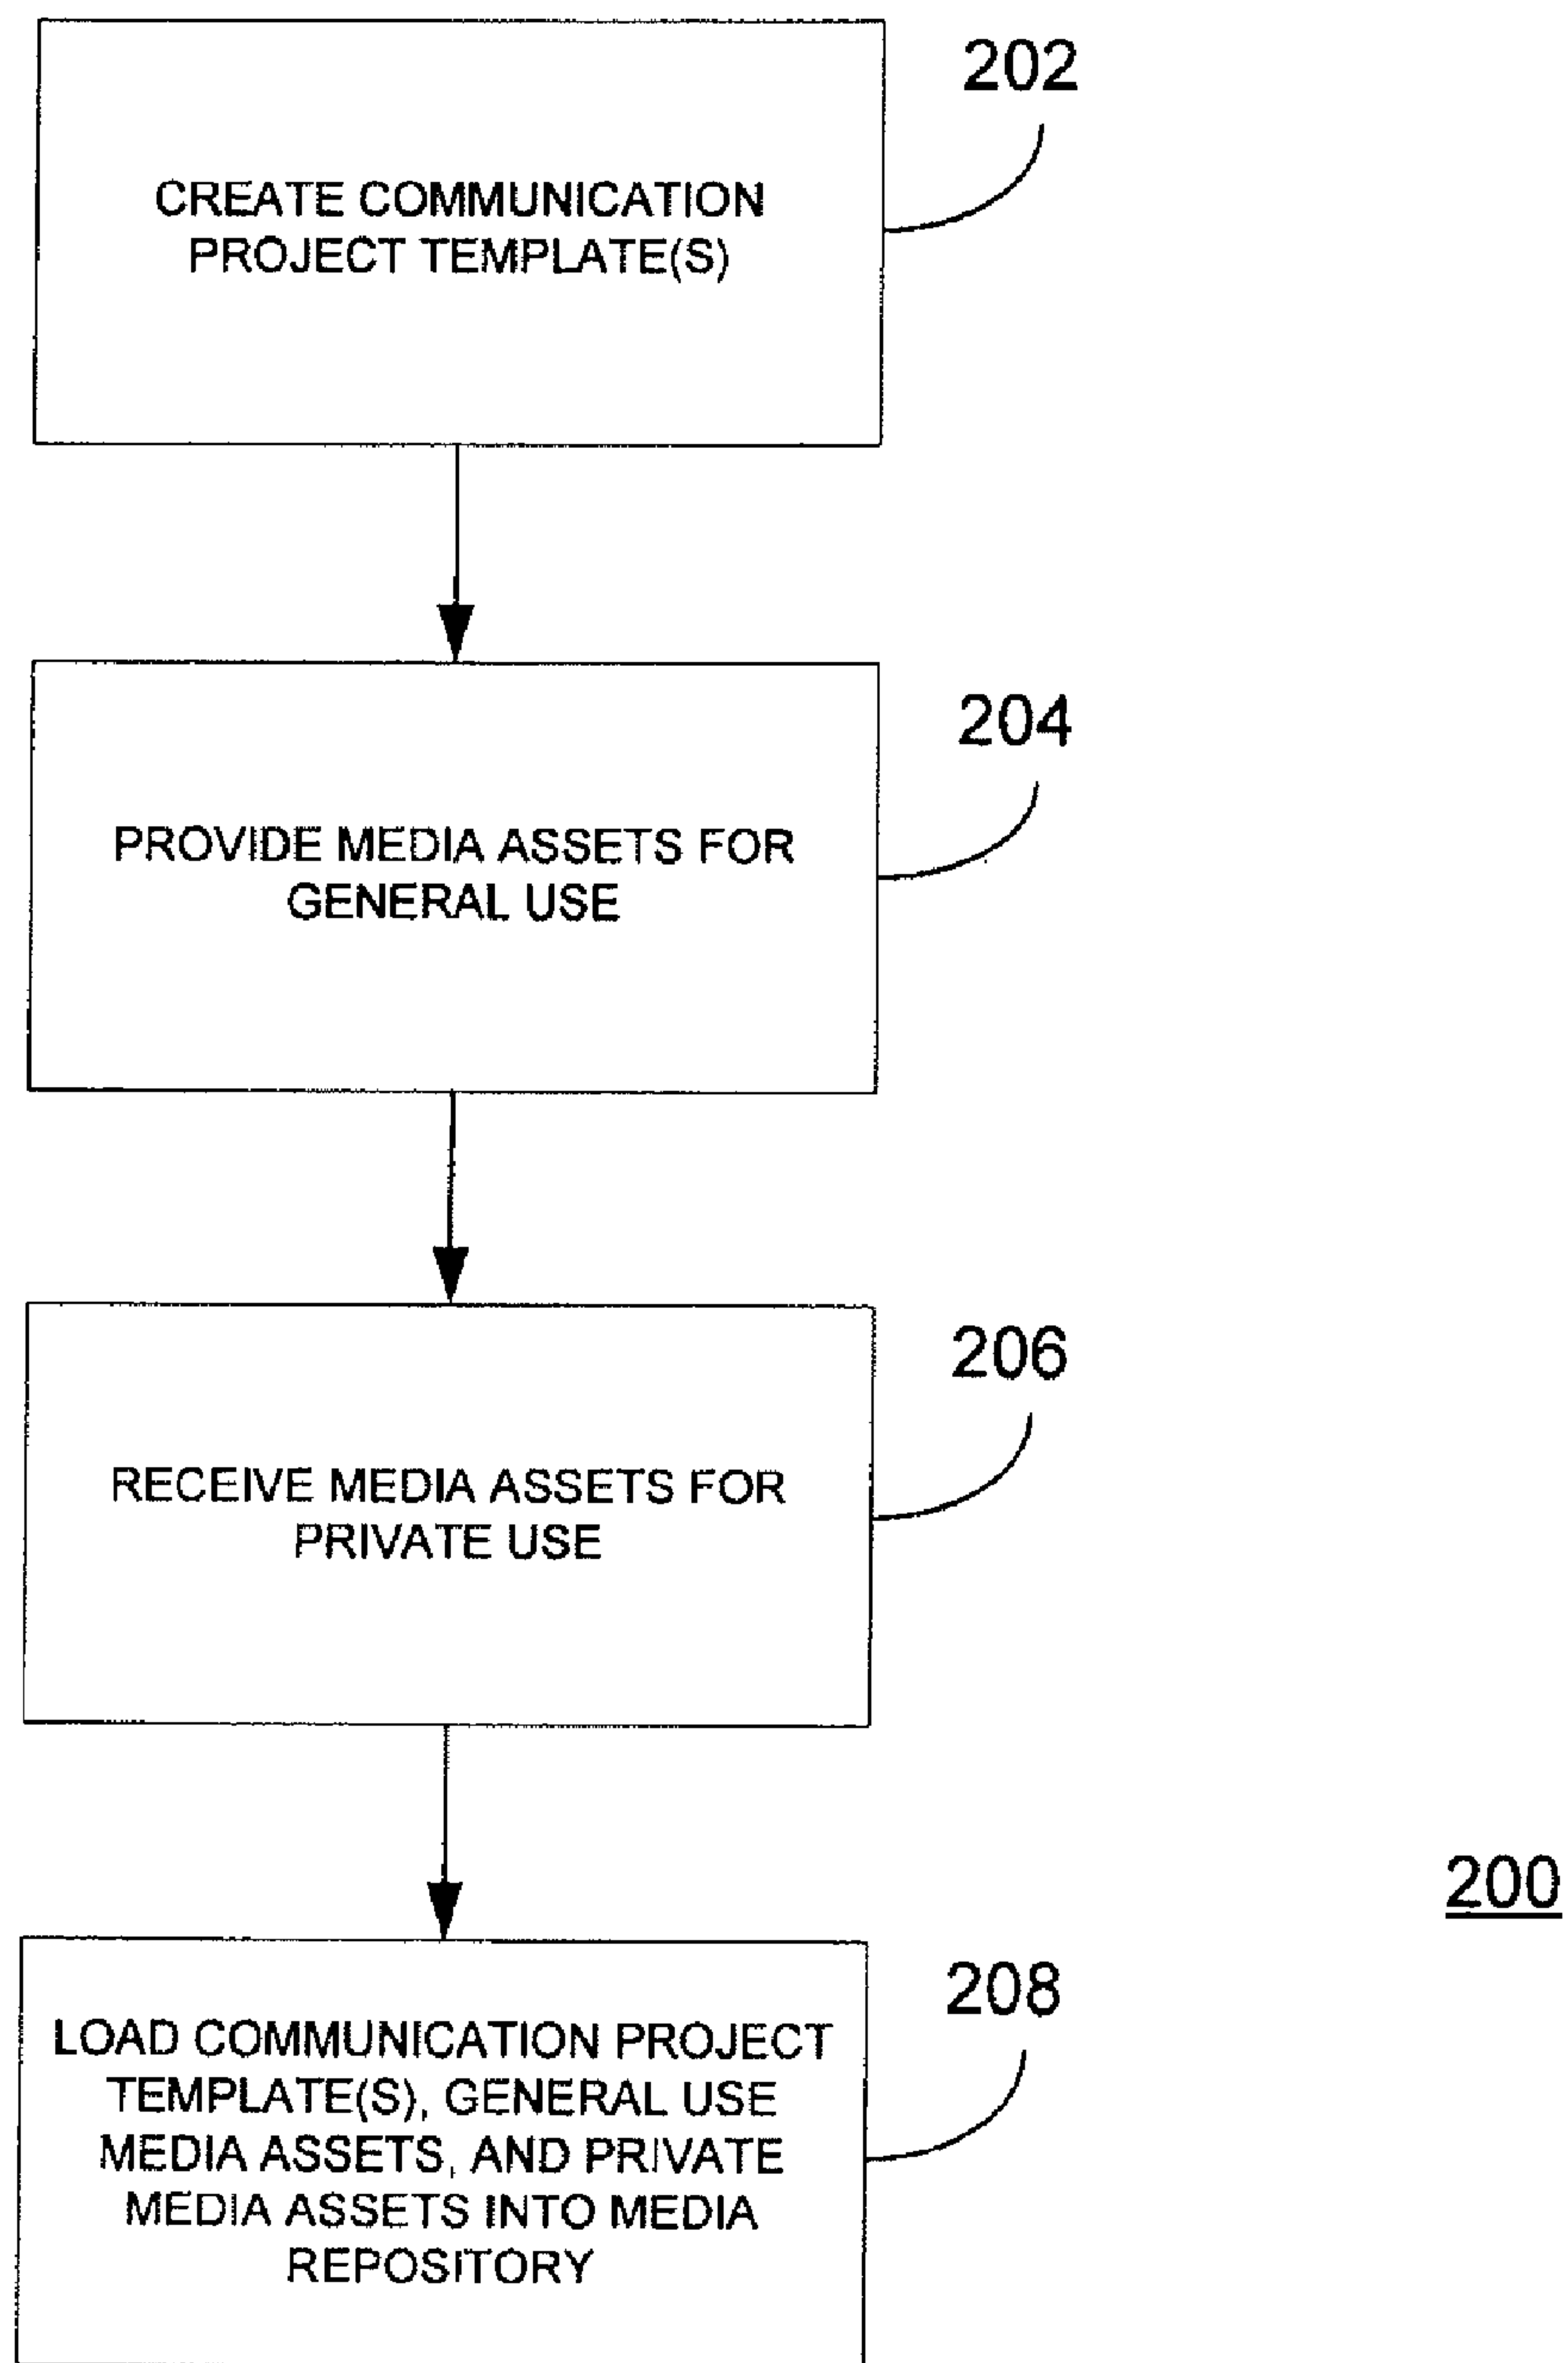 202
CREATE COMMUNICATION
PROJECT TEMPLATE(S)
204
PROVIDE MEDIA ASSETS FOR
GENERAL USE
206
RECEIVE MEDIA ASSETS FOR
PRIVATE USE
200
208
LOAD COMMUNICATION PROJECT
TEMPLATE(S), GENERAL USE
MEDIA ASSETS, AND PRIVATE
MEDIA ASSETS INTO MEDIA
REPOSITORY